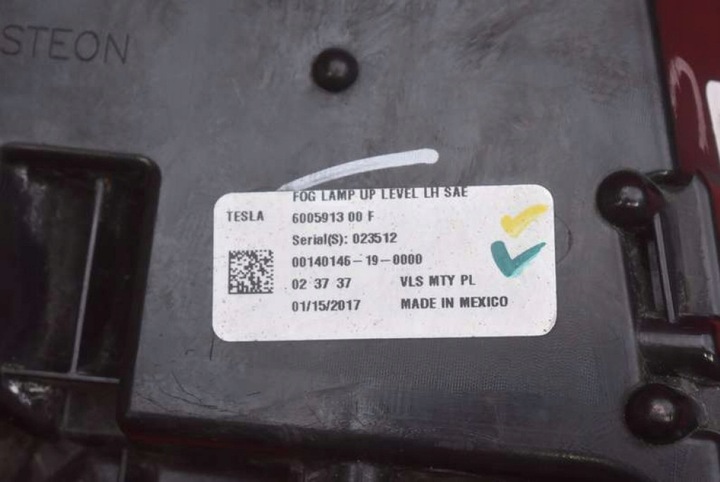 STEON
FOG LAMP UP LEVEL LH SAE
TESLA 6005913 00 F
Serial(S): 023512
00140146-19-0000
02 37 37 VLS MTY PL
01/15/2017 MADE IN MEXICO